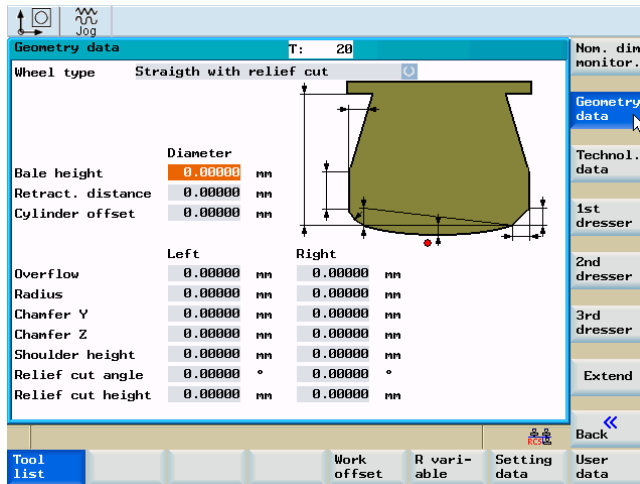 Jog
Geometry data T: 20
Wheel type Straigth with relief cut
Diameter
Bale height 0.00000 mm
Retract. distance 0.00000 mm
Cylinder offset 0.00000 mm
Left Right
Overflow 0.00000 mm 0.00000 mm
Radius 0.00000 mm 0.00000 mm
Chamfer Y 0.00000 mm 0.00000 mm
Chamfer Z 0.00000 mm 0.00000 mm
Shoulder height 0.00000 mm 0.00000 mm
Relief cut angle 0.00000 ° 0.00000 °
Relief cut height 0.00000 mm 0.00000 mm
Nom. dim
monitor.
Geometry
data
Technol.
data
1st
dresser
2nd
dresser
3rd
dresser
Extend
«
Back
RCS
Tool
list
Work
offset
R vari-
able
Setting
data
User
data